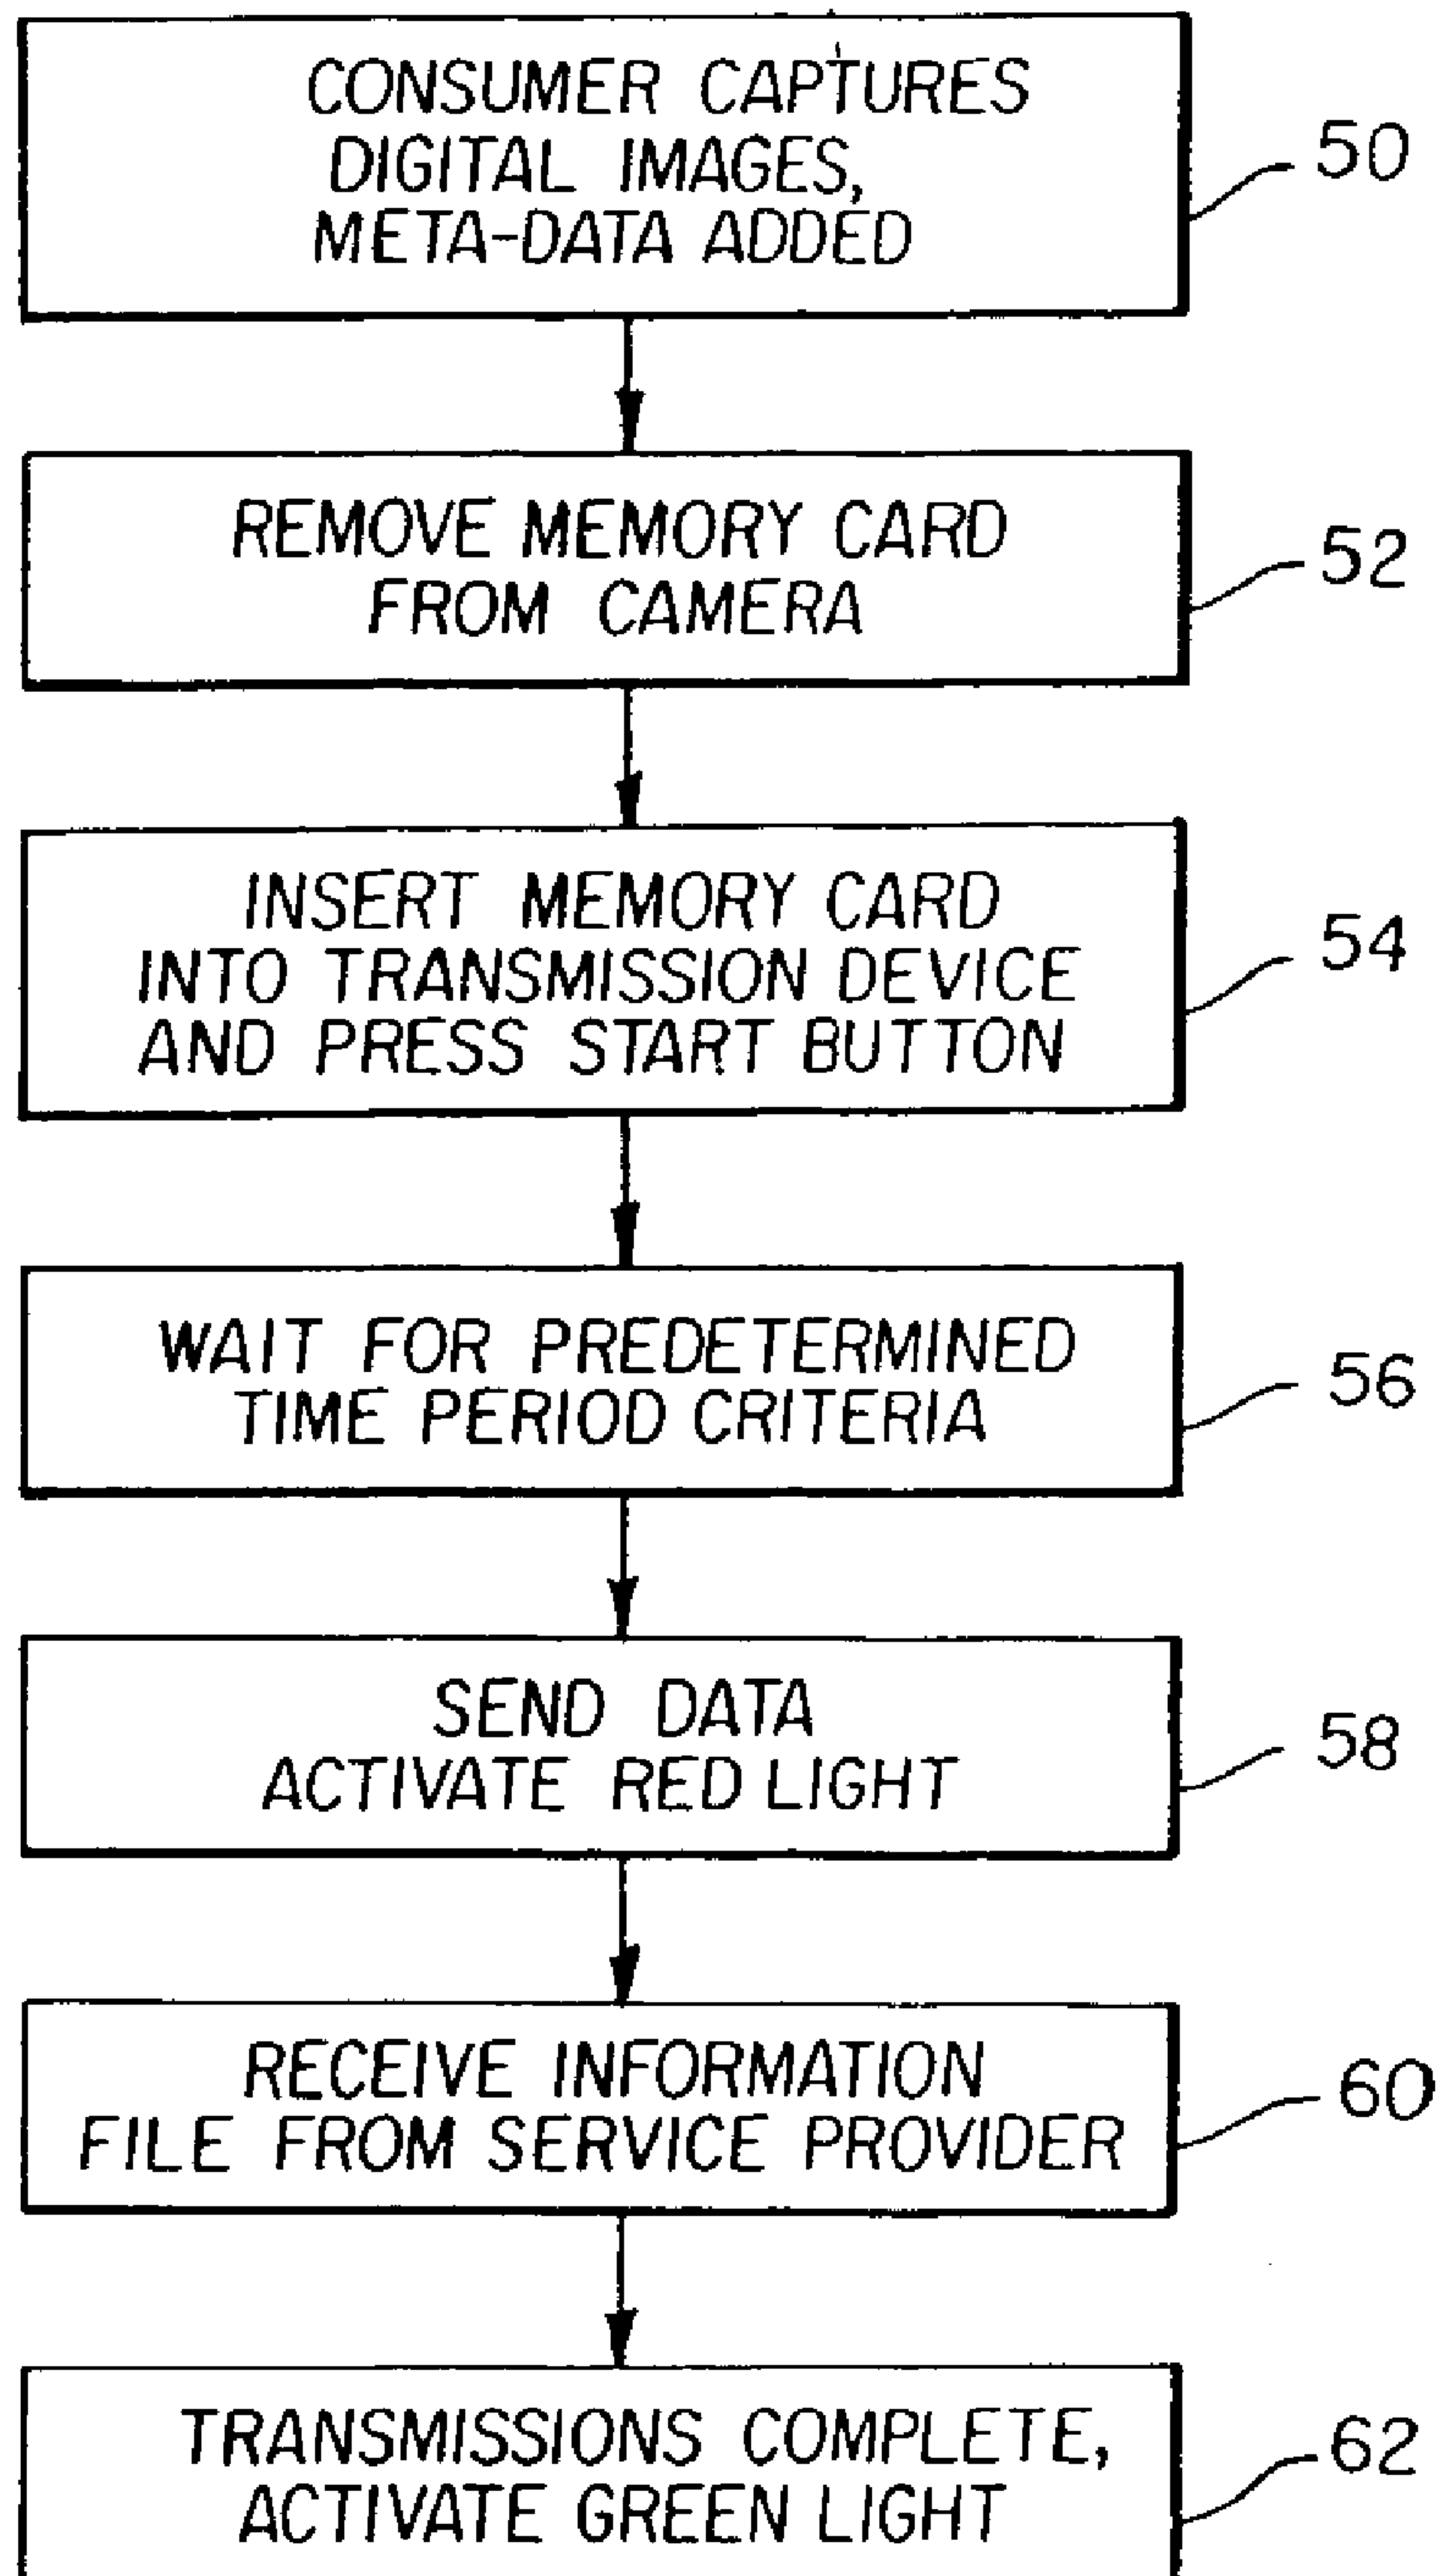 CONSUMER CAPTURES
DIGITAL IMAGES,
META-DATA ADDED
50
REMOVE MEMORY CARD
FROM CAMERA
52
INSERT MEMORY CARD
INTO TRANSMISSION DEVICE
AND PRESS START BUTTON
54
WAIT FOR PREDETERMINED
TIME PERIOD CRITERIA
56
SEND DATA
ACTIVATE RED LIGHT
58
RECEIVE INFORMATION
FILE FROM SERVICE PROVIDER
60
TRANSMISSIONS COMPLETE,
ACTIVATE GREEN LIGHT
62